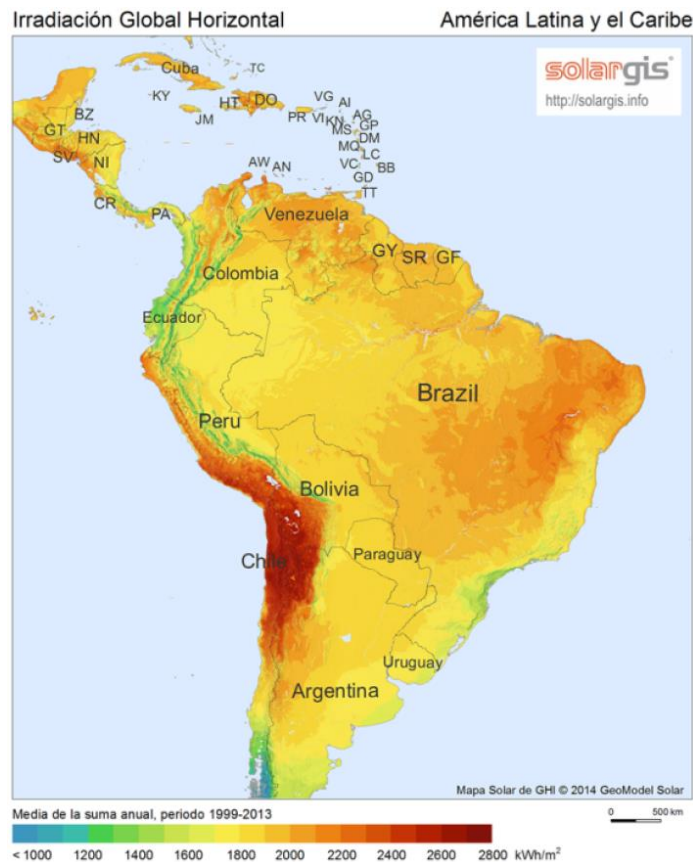 Irradiación Global Horizontal
América Latina y el Caribe
solargis
http://solargis.info
Cuba
TC
KY
HT
DO
JM
PR
VG
AI
VI
KN
AG
MS
GP
DM
MQ
LC
VC
BB
GD
TT
AW
AN
BZ
GT
HN
SV
NI
CR
PA
Venezuela
GY
SR
GF
Colombia
Ecuador
Brazil
Peru
Bolivia
Chile
Paraguay
Uruguay
Argentina
Mapa Solar de GHI © 2014 GeoModel Solar
Media de la suma anual, periodo 1999-2013
0 500 km
< 1000 1200 1400 1600 1800 2000 2200 2400 2600 2800 kWh/m²